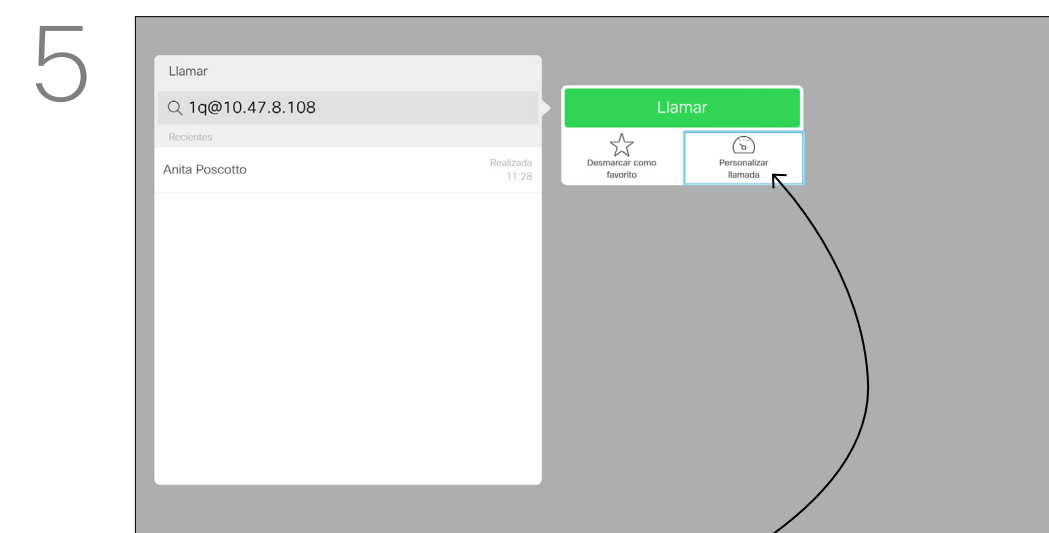 5
Llamar
1q@10.47.8.108
Recientes
Anita Poscotto
Realizada
11:28
Llamar
Desmarcar como
favorito
Personalizar
llamada